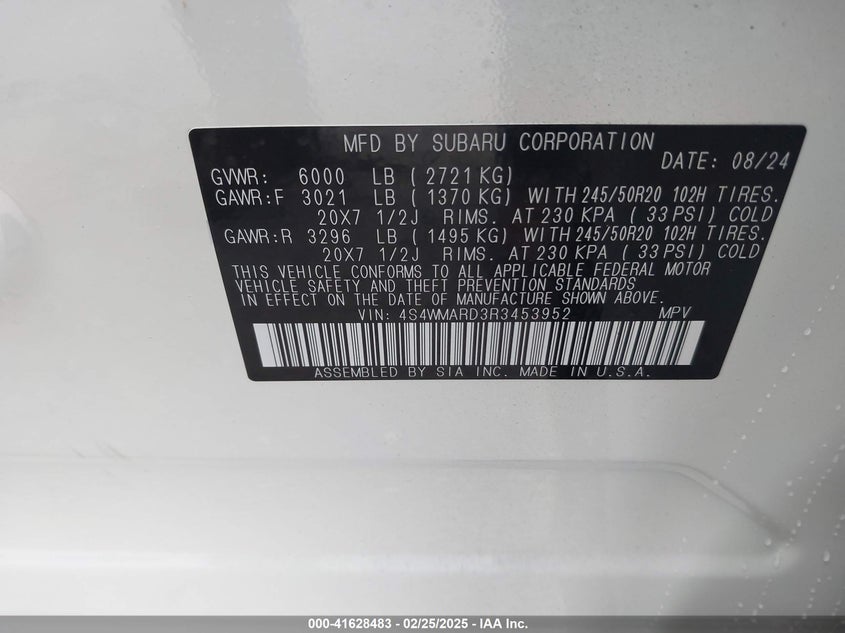 MFD BY SUBARU CORPORATION
DATE: 08/24
GVWR: 6000 LB ( 2721 KG)
GAWR:F 3021 LB ( 1370 KG) WITH 245/50R20 102H TIRES.
20X7 1/2J RIMS. AT 230 KPA ( 33 PSI) COLD
GAWR:R 3296 LB ( 1495 KG) WITH 245/50R20 102H TIRES.
20X7 1/2J RIMS. AT 230 KPA ( 33 PSI) COLD
THIS VEHICLE CONFORMS TO ALL APPLICABLE FEDERAL MOTOR
VEHICLE SAFETY AND THEFT PREVENTION STANDARDS
IN EFFECT ON THE DATE OF MANUFACTURE SHOWN ABOVE.
VIN: 4S4WMARD3R3453952 MPV
ASSEMBLED BY SIA INC. MADE IN U.S.A.
000-41628483 - 02/25/2025 - IAA Inc.